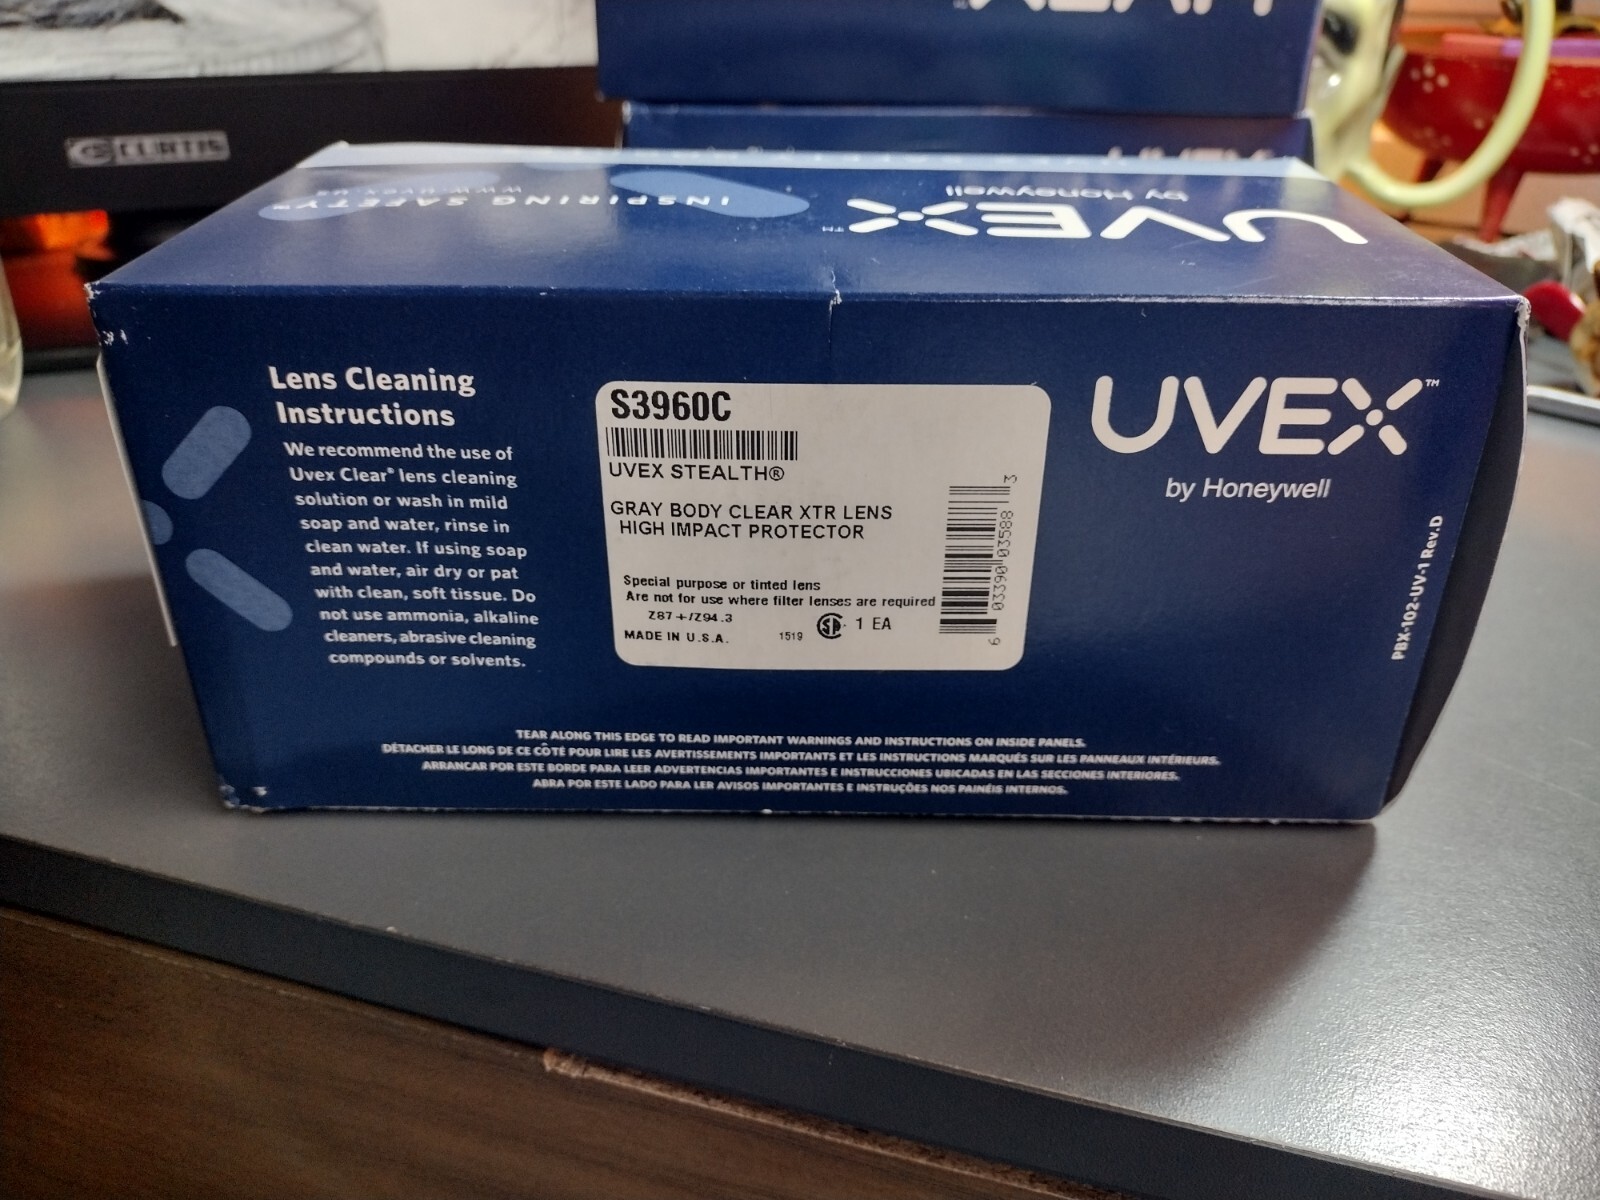 CURTIS
UVEX
by Honeywell
UVEX™
INSPIRING SAFETY™
www.uvex.us
Lens Cleaning
Instructions
We recommend the use of
Uvex Clear® lens cleaning
solution or wash in mild
soap and water, rinse in
clean water. If using soap
and water, air dry or pat
with clean, soft tissue. Do
not use ammonia, alkaline
cleaners, abrasive cleaning
compounds or solvents.
S3960C
UVEX STEALTH®
GRAY BODY CLEAR XTR LENS
HIGH IMPACT PROTECTOR
Special purpose or tinted lens
Are not for use where filter lenses are required
Z87+/Z94.3
MADE IN U.S.A. 1519 1 EA
6 03390 03588 3
UVEX™
by Honeywell
PBX-102-UV-1 Rev.D
TEAR ALONG THIS EDGE TO READ IMPORTANT WARNINGS AND INSTRUCTIONS ON INSIDE PANELS.
DÉTACHER LE LONG DE CE CÔTÉ POUR LIRE LES AVERTISSEMENTS IMPORTANTS ET LES INSTRUCTIONS MARQUÉS SUR LES PANNEAUX INTÉRIEURS.
ARRANCAR POR ESTE BORDE PARA LEER ADVERTENCIAS IMPORTANTES E INSTRUCCIONES UBICADAS EN LAS SECCIONES INTERIORES.
ABRA POR ESTE LADO PARA LER AVISOS IMPORTANTES E INSTRUÇÕES NOS PAINÉIS INTERNOS.